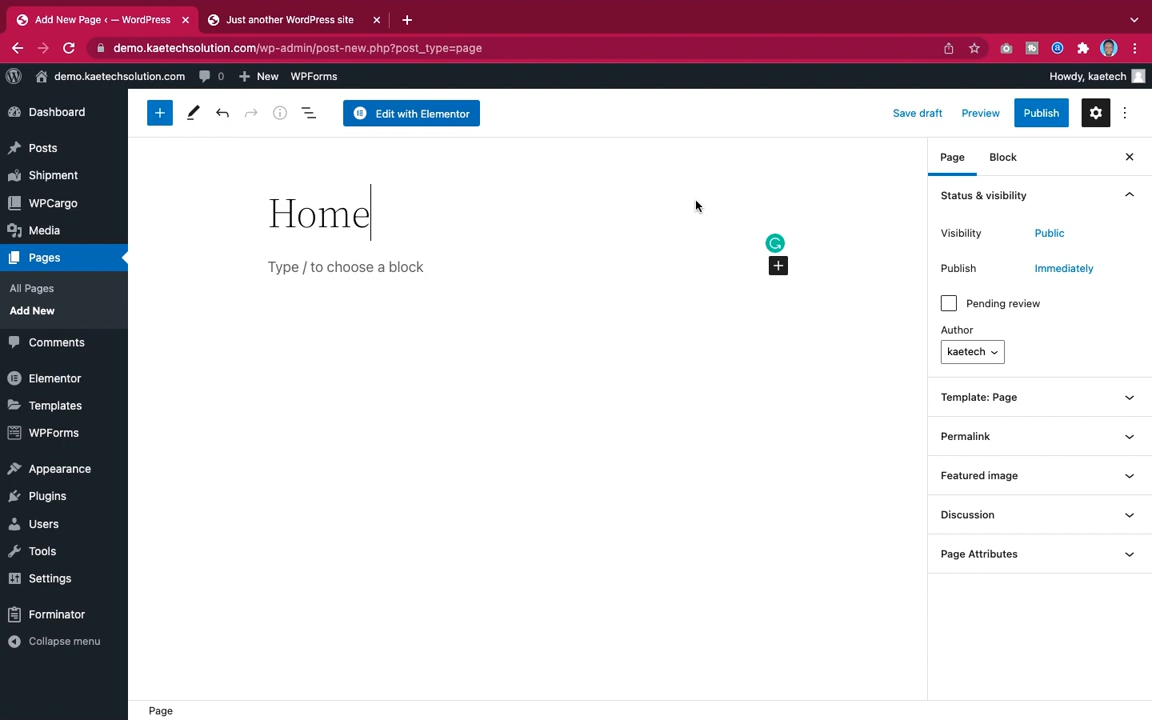 Add New Page ‹ — WordPress
Just another WordPress site
demo.kaetechsolution.com/wp-admin/post-new.php?post_type=page
demo.kaetechsolution.com
0
New
WPForms
Howdy, kaetech
Dashboard
Posts
Shipment
WPCargo
Media
Pages
All Pages
Add New
Comments
Elementor
Templates
WPForms
Appearance
Plugins
Users
Tools
Settings
Forminator
Collapse menu
Edit with Elementor
Save draft
Preview
Publish
Home
Type / to choose a block
Page
Block
Status & visibility
Visibility
Public
Publish
Immediately
Pending review
Author
kaetech
Template: Page
Permalink
Featured image
Discussion
Page Attributes
Page